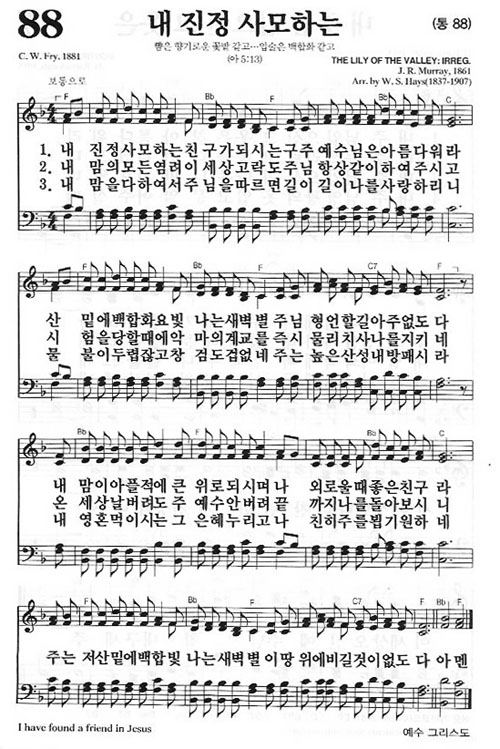 88
내 진정 사모하는
(통 88)
뺨은 향기로운 꽃밭 같고…입술은 백합화 같고
(아 5:13)
C. W. Fry, 1881
THE LILY OF THE VALLEY: IRREG.
J. R. Murray, 1861
Arr. by W. S. Hays(1837-1907)
보통으로
F Bb F C
1. 내 진정사모하는친구가되시는구주예수님은아름다워라
2. 내 맘의모든염려이세상고락도주님항상같이하여주시고
3. 내 맘을다하여서주님을따르면길이길이나를사랑하리니
F Bb F C7 F
산 밑에백합화요빛 나는새벽별주님형언할길아주없도다
시 험을당할때에악 마의계교를즉시물리치사나를지키네
물 불이두렵잖고창 검도겁없네주는높은산성내방패시라
Bb F Bb F C
내 맘이아플적에큰 위로되시며나 외로울때좋은친구라
온 세상날버려도주 예수안버려끝 까지나를돌아보시니
내 영혼먹이시는그 은혜누리고나 친히주를뵙기원하네
F Bb F C7 F Bb F
주는저산밑에백합빛 나는새벽별이땅위에비길것이없도다 아멘
I have found a friend in Jesus
예수 그리스도